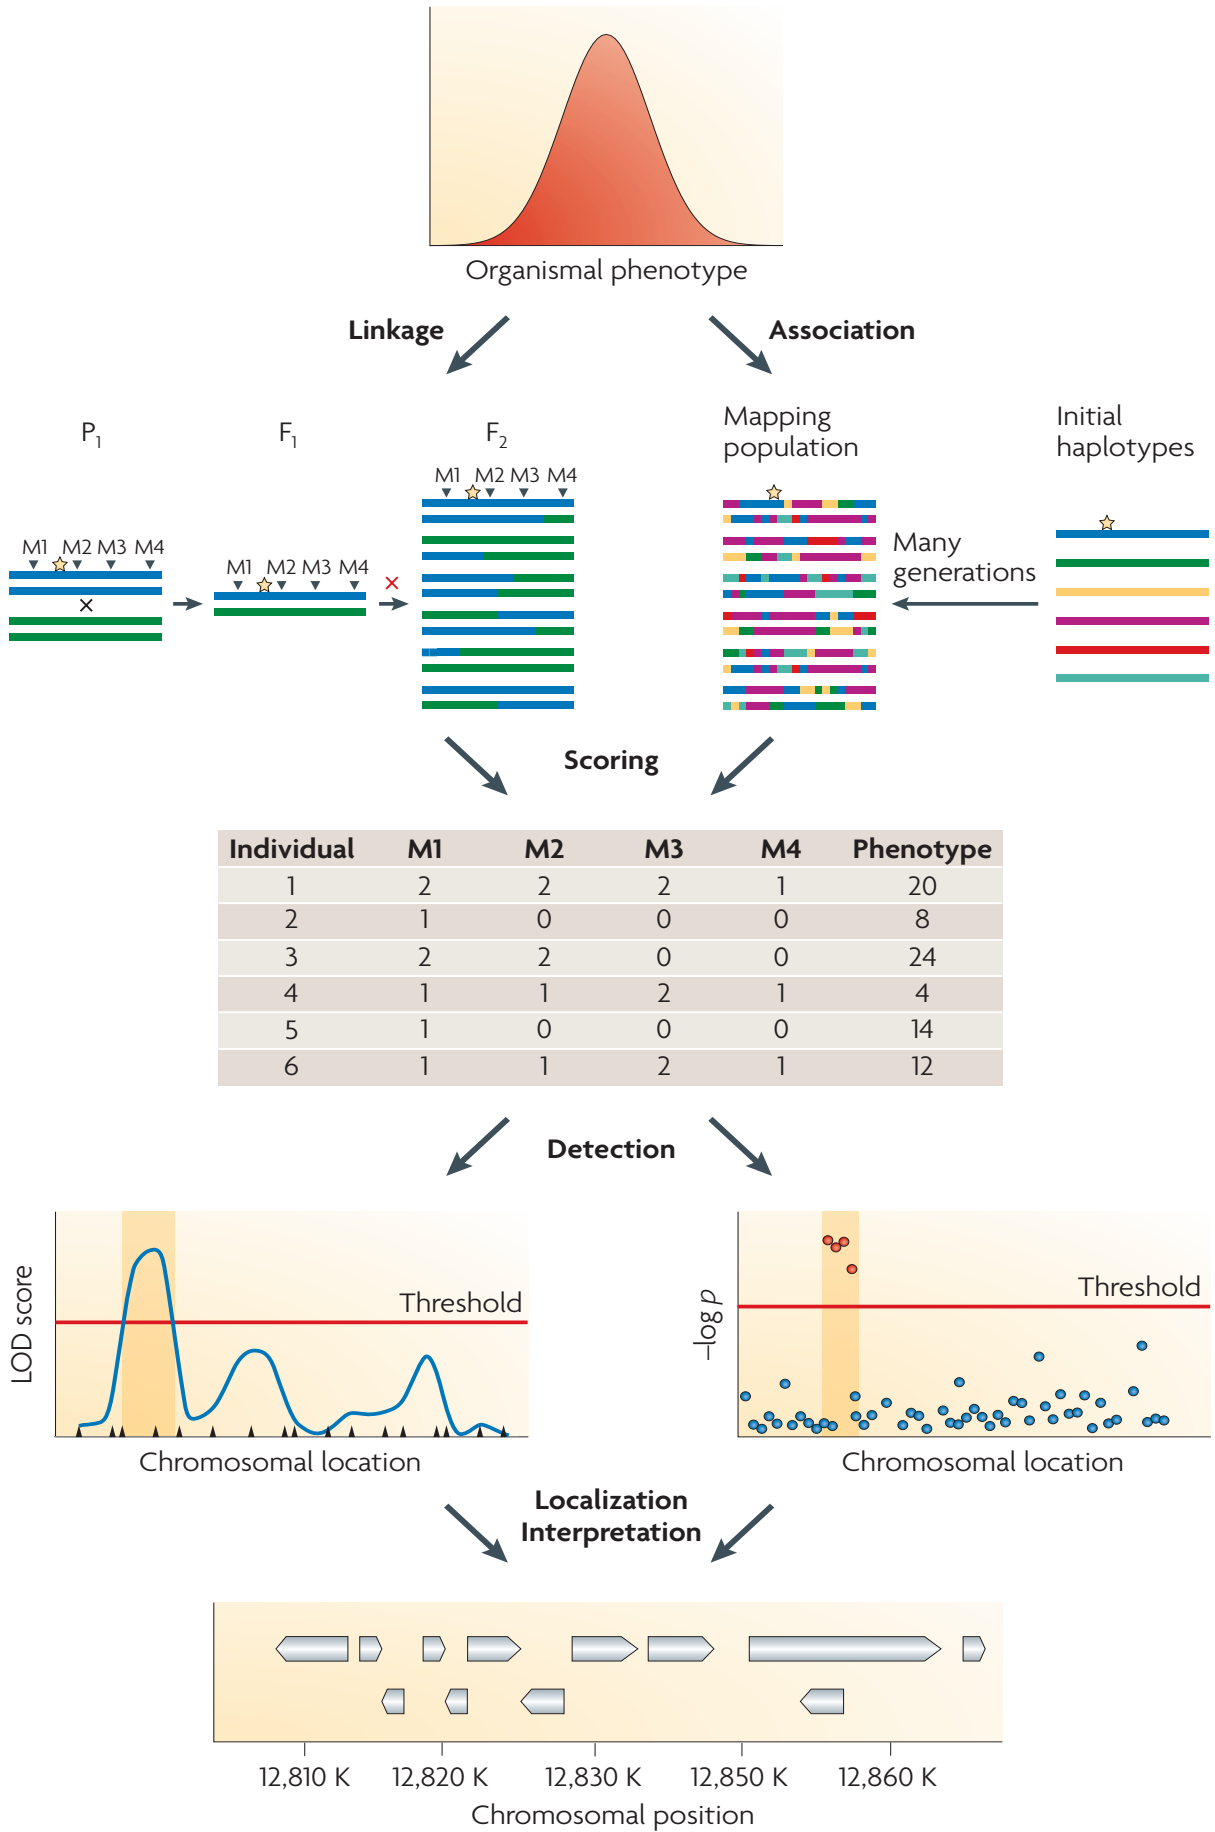 Organismal phenotype
Linkage
Association
P1
F1
F2
Mapping
population
Initial
haplotypes
M1 M2 M3 M4
M1 M2 M3 M4
M1 M2 M3 M4
×
×
Many
generations
Scoring
Individual M1 M2 M3 M4 Phenotype
1 2 2 2 1 20
2 1 0 0 0 8
3 2 2 0 0 24
4 1 1 2 1 4
5 1 0 0 0 14
6 1 1 2 1 12
Detection
LOD score
Threshold
Chromosomal location
–log p
Threshold
Chromosomal location
Localization
Interpretation
12,810 K 12,820 K 12,830 K 12,850 K 12,860 K
Chromosomal position